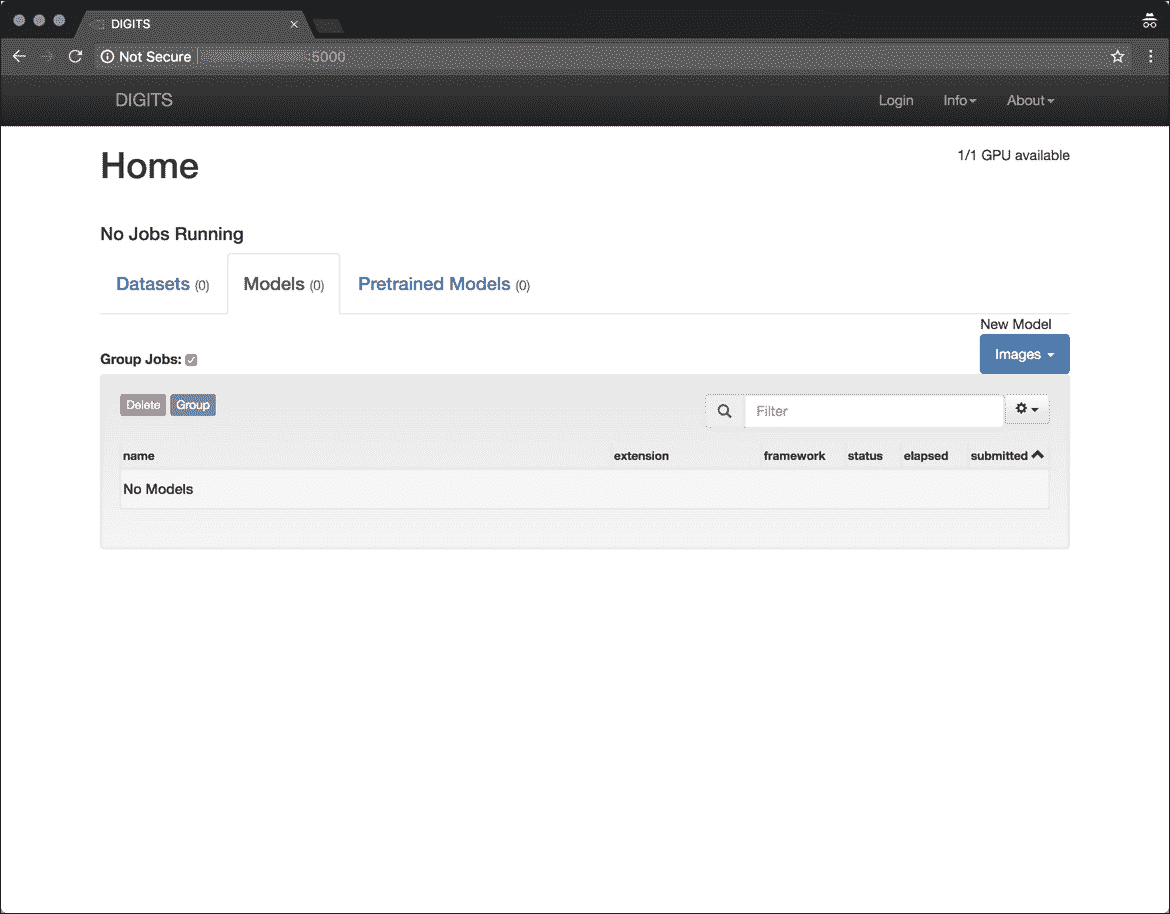 DIGITS
Not Secure :5000
DIGITS Login Info About
Home
1/1 GPU available
No Jobs Running
Datasets (0) Models (0) Pretrained Models (0)
New Model
Images
Group Jobs:
Delete Group Filter
name extension framework status elapsed submitted
No Models